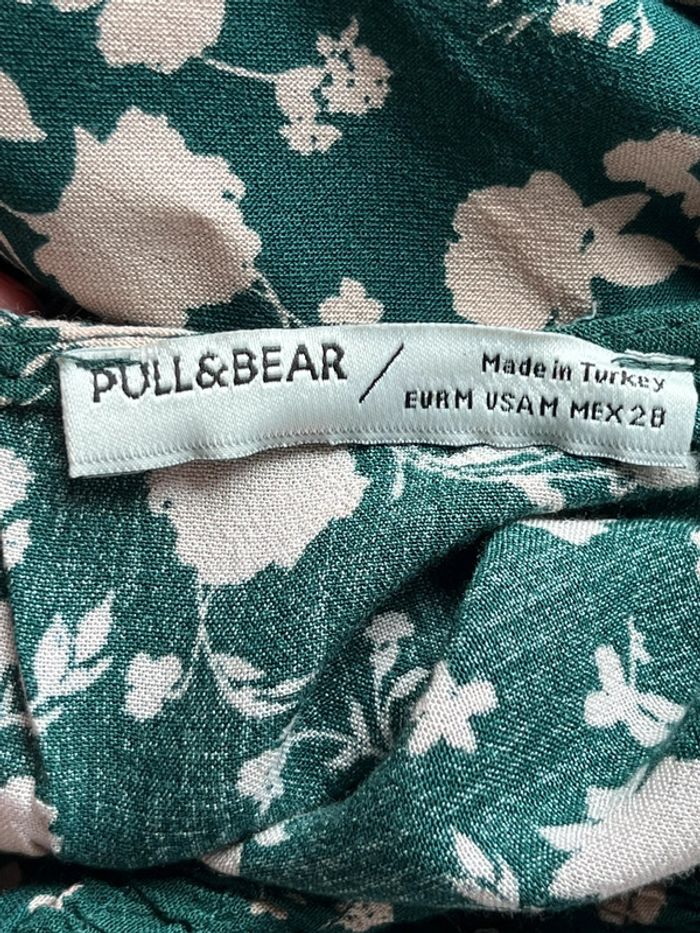 PULL&BEAR /
Made in Turkey
EUR M USA M MEX 28